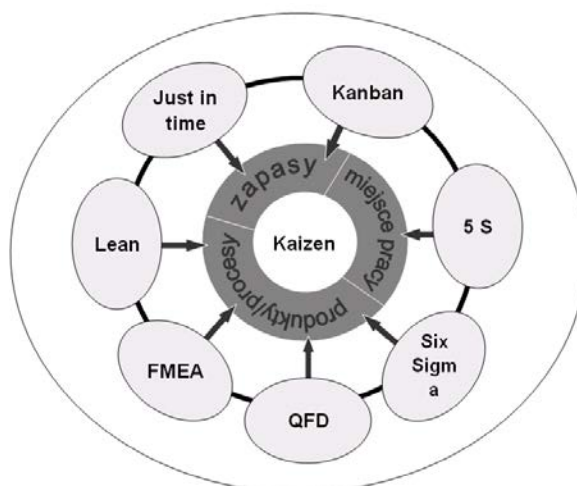 Just in
time
Kanban
zapasy
miejsce pracy
Lean
Kaizen
5 S
produkty/procesy
FMEA
QFD
Six
Sigm
a